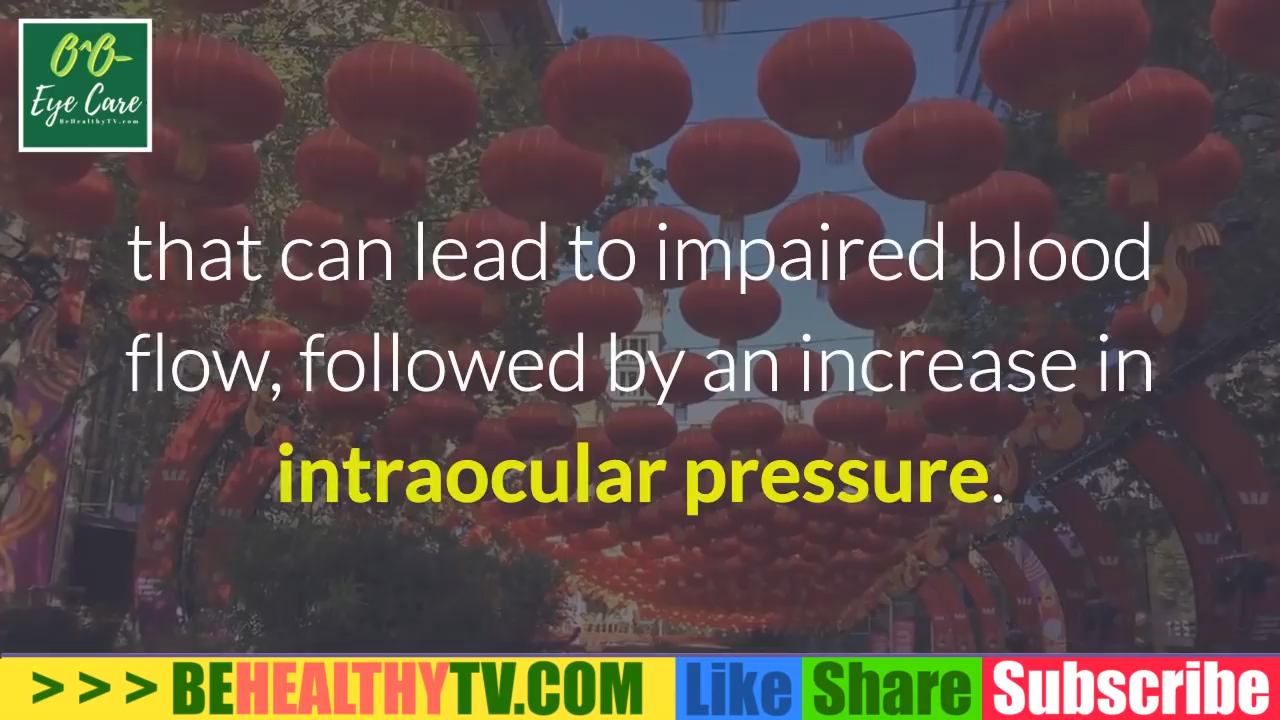 Eye Care
BeHealthyTV.com
that can lead to impaired blood
flow, followed by an increase in
intraocular pressure.
> > > BEHEALTHYTV.COM Like Share Subscribe